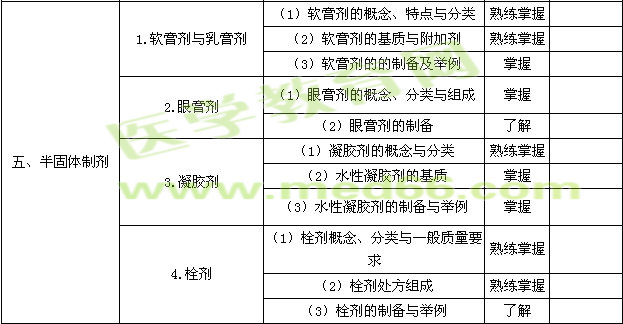 五、半固体制剂
1.软膏剂与乳膏剂
（1）软膏剂的概念、特点与分类 熟练掌握
（2）软膏剂的基质与附加剂 熟练掌握
（3）软膏剂的的制备及举例 掌握
2.眼膏剂
（1）眼膏剂的概念、分类与组成 掌握
（2）眼膏剂的制备 了解
3.凝胶剂
（1）凝胶剂的概念与分类 熟练掌握
（2）水性凝胶剂的基质 掌握
（3）水性凝胶剂的制备与举例 掌握
4.栓剂
（1）栓剂概念、分类与一般质量要
求 熟练掌握
（2）栓剂处方组成 熟练掌握
（3）栓剂的制备与举例 了解
医学教育网
www.med66.com